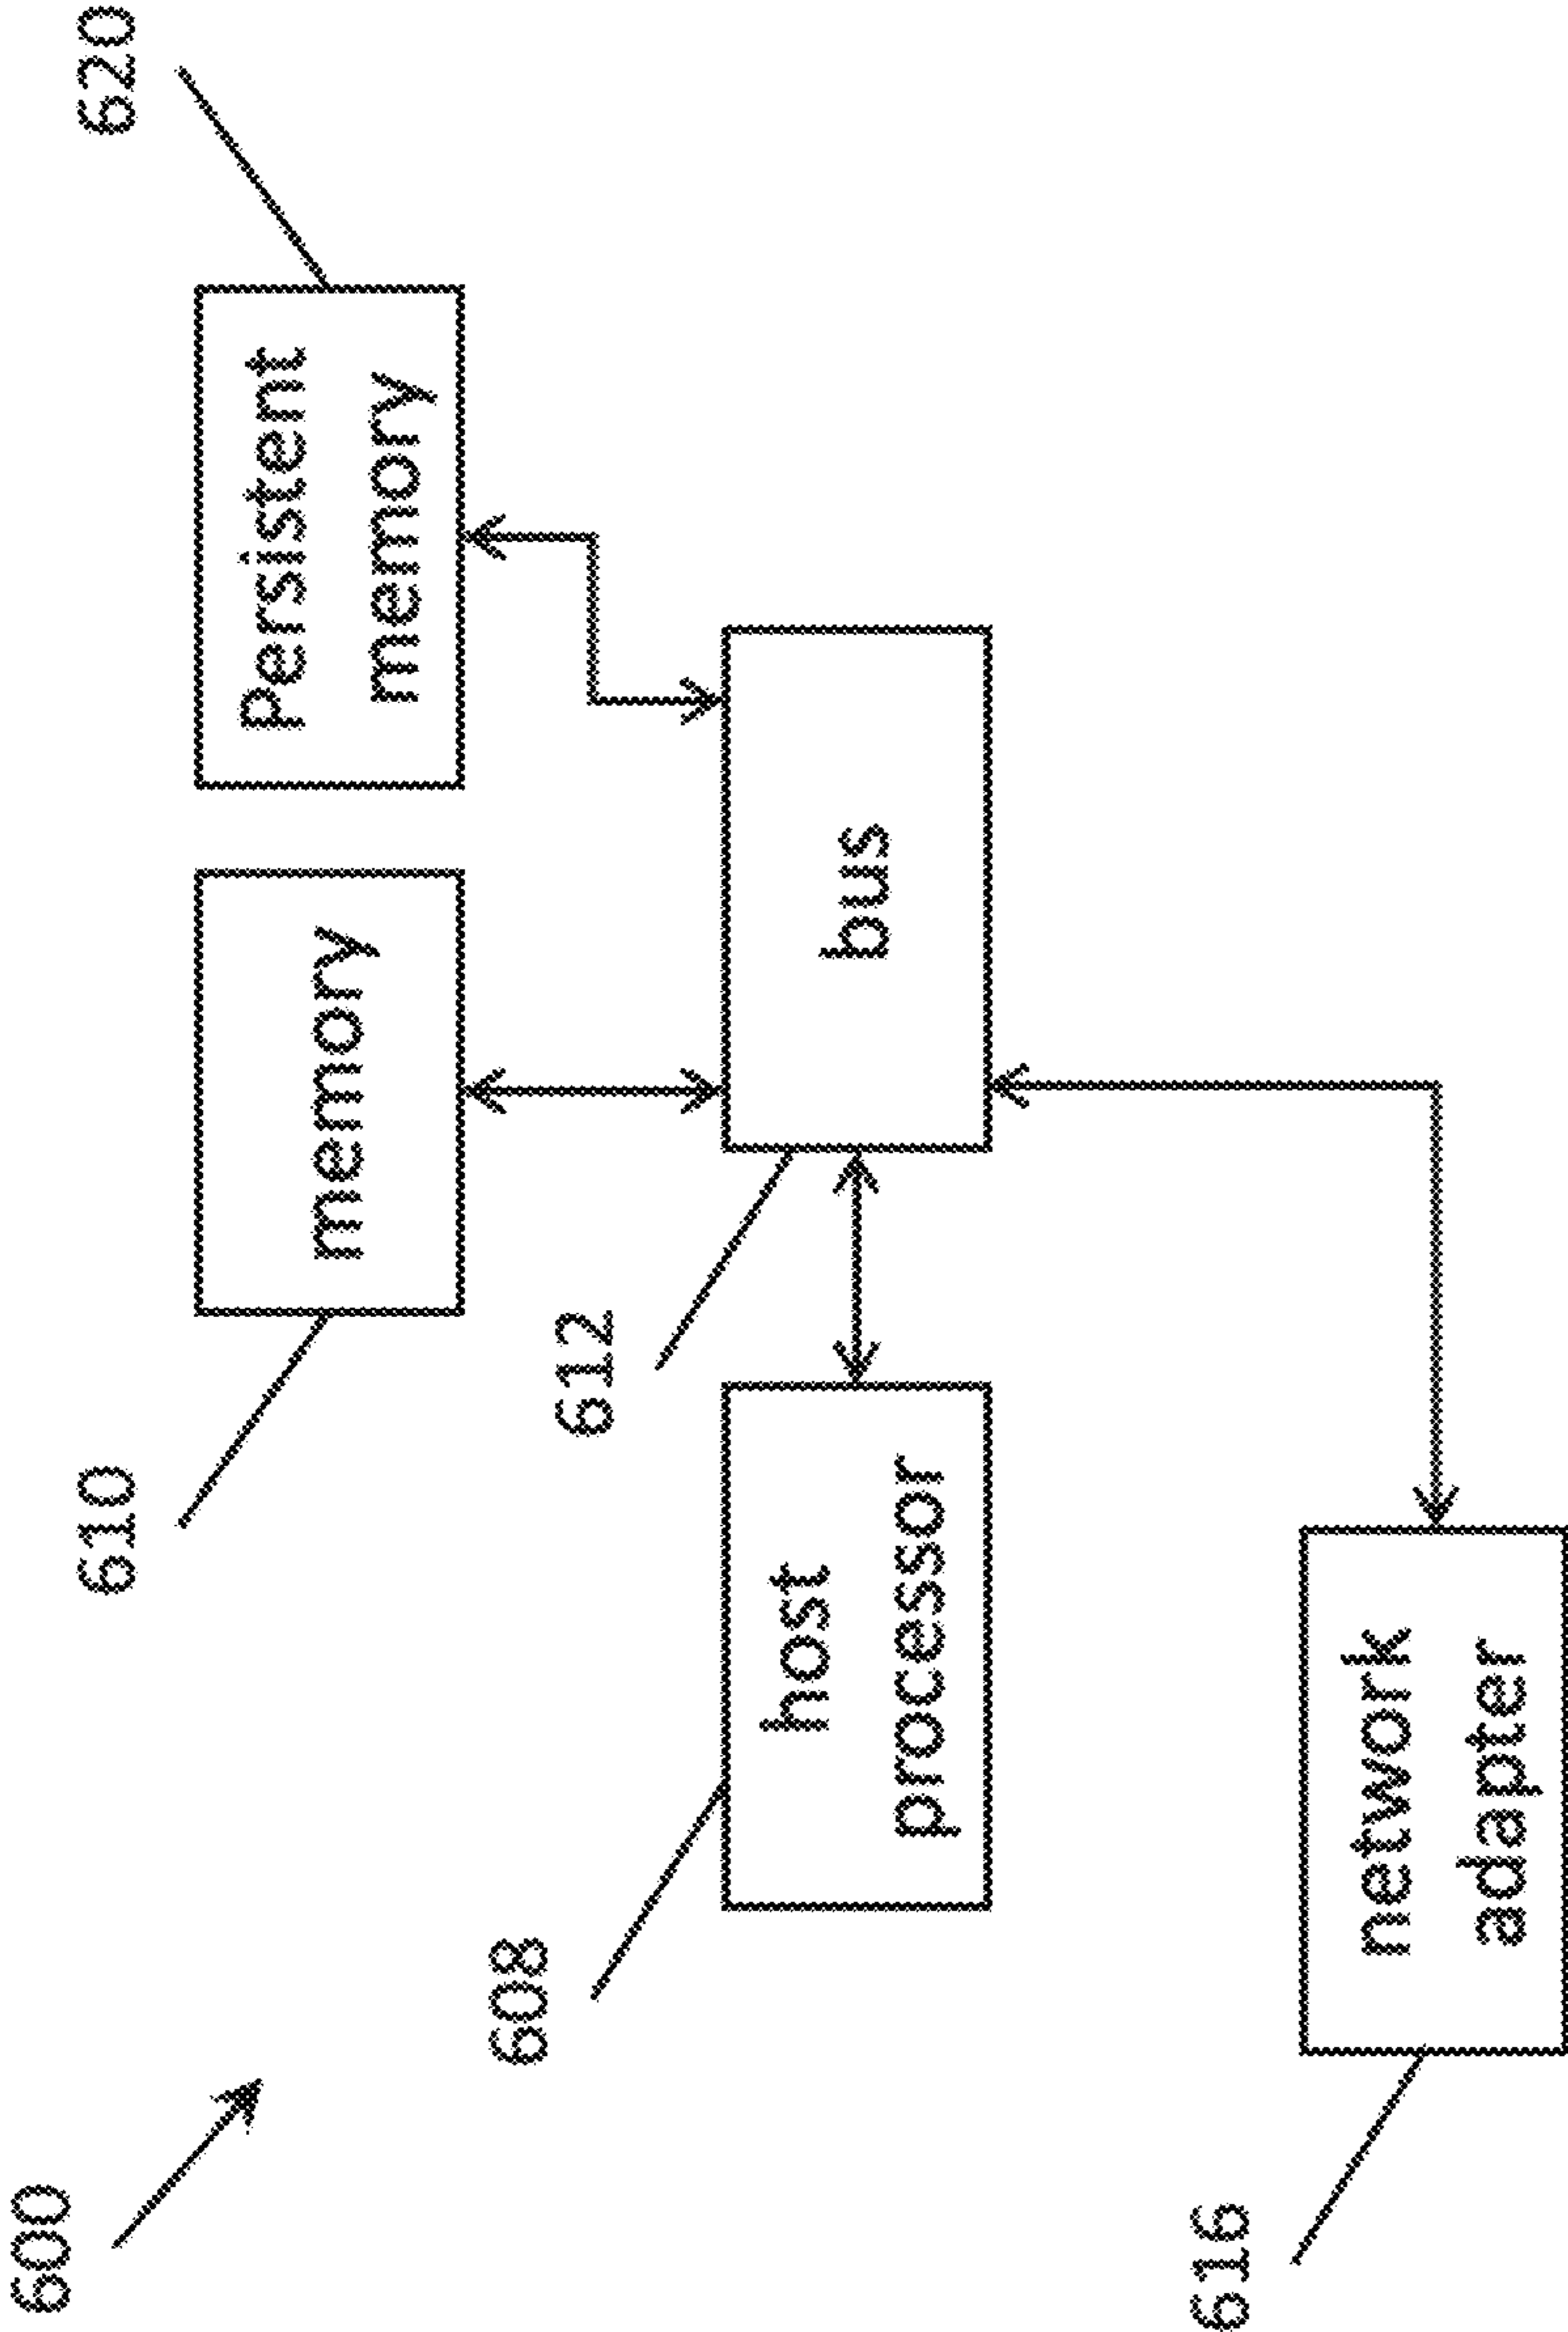 600
610
620
memory
Persistent
memory
608
612
host
processor
bus
616
network
adapter